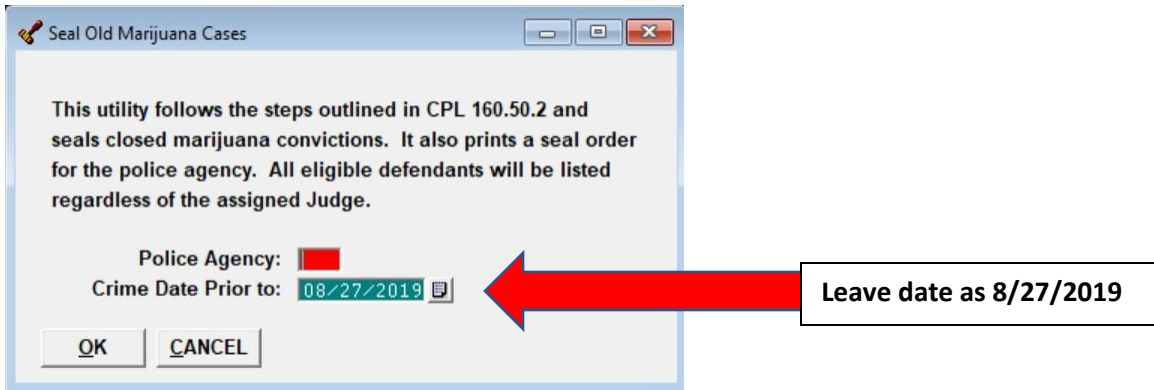 Seal Old Marijuana Cases
This utility follows the steps outlined in CPL 160.50.2 and
seals closed marijuana convictions. It also prints a seal order
for the police agency. All eligible defendants will be listed
regardless of the assigned Judge.
Police Agency:
Crime Date Prior to: 08/27/2019
Leave date as 8/27/2019
OK CANCEL